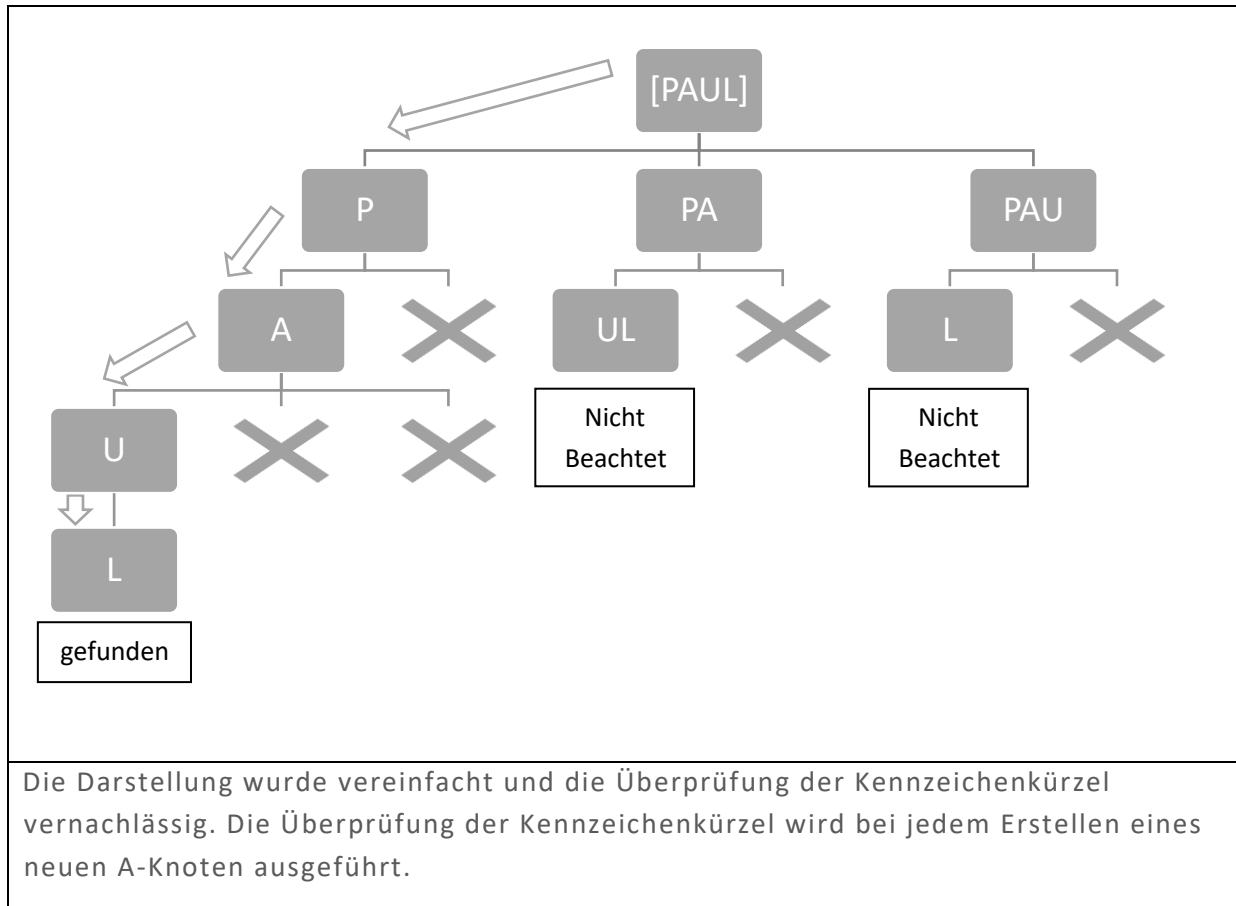 [PAUL]
P PA PAU
A UL L
Nicht
Beachtet
Nicht
Beachtet
U
L
gefunden
Die Darstellung wurde vereinfacht und die Überprüfung der Kennzeichenkürzel
vernachlässig. Die Überprüfung der Kennzeichenkürzel wird bei jedem Erstellen eines
neuen A-Knoten ausgeführt.